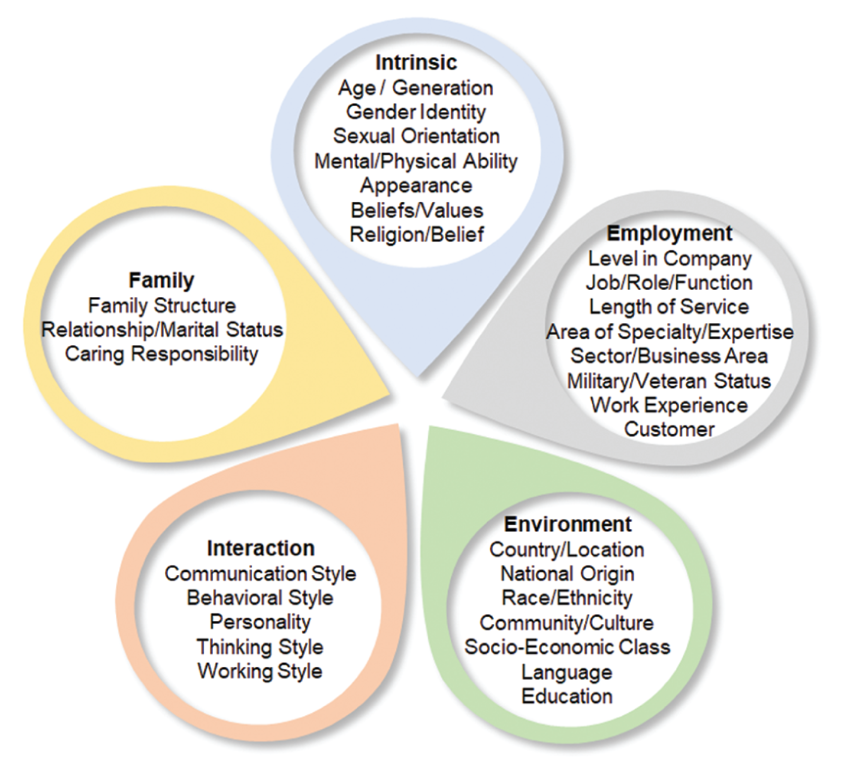 Intrinsic
Age / Generation
Gender Identity
Sexual Orientation
Mental/Physical Ability
Appearance
Beliefs/Values
Religion/Belief
Employment
Level in Company
Job/Role/Function
Length of Service
Area of Specialty/Expertise
Sector/Business Area
Military/Veteran Status
Work Experience
Customer
Environment
Country/Location
National Origin
Race/Ethnicity
Community/Culture
Socio-Economic Class
Language
Education
Interaction
Communication Style
Behavioral Style
Personality
Thinking Style
Working Style
Family
Family Structure
Relationship/Marital Status
Caring Responsibility